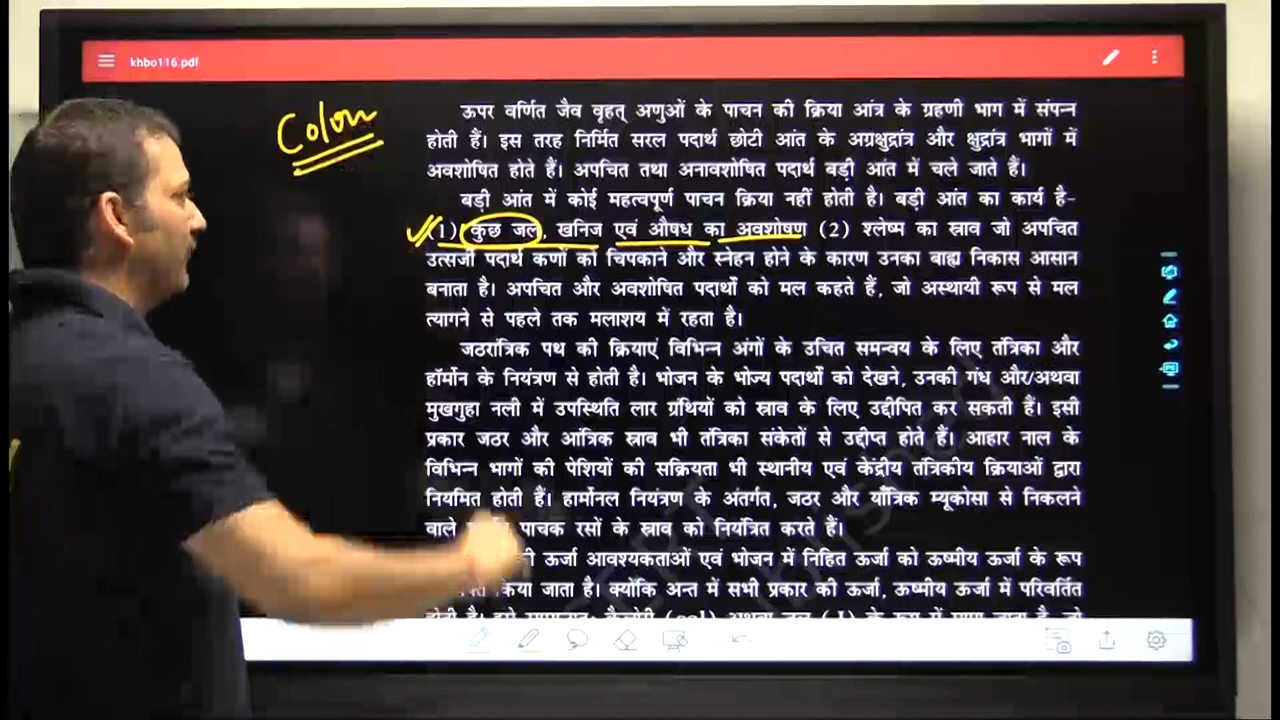 khbo116.pdf
Colon
ऊपर वर्णित जैव वृहत् अणुओं के पाचन की क्रिया आंत्र के ग्रहणी भाग में संपन्न
होती हैं। इस तरह निर्मित सरल पदार्थ छोटी आंत के अग्रक्षुद्रांत्र और क्षुद्रांत्र भागों में
अवशोषित होते हैं। अपचित तथा अनावशोषित पदार्थ बड़ी आंत में चले जाते हैं।
बड़ी आंत में कोई महत्वपूर्ण पाचन क्रिया नहीं होती है। बड़ी आंत का कार्य है-
(1) कुछ जल, खनिज एवं औषध का अवशोषण (2) श्लेष्म का स्राव जो अपचित
उत्सर्जी पदार्थ कणों को चिपकाने और स्नेहन होने के कारण उनका बाह्य निकास आसान
बनाता है। अपचित और अवशोषित पदार्थों को मल कहते हैं, जो अस्थायी रूप से मल
त्यागने से पहले तक मलाशय में रहता है।
जठरांत्रिक पथ की क्रियाएं विभिन्न अंगों के उचित समन्वय के लिए तंत्रिका और
हॉर्मोन के नियंत्रण से होती है। भोजन के भोज्य पदार्थों को देखने, उनकी गंध और/अथवा
मुखगुहा नली में उपस्थिति लार ग्रंथियों को स्राव के लिए उद्दीपित कर सकती हैं। इसी
प्रकार जठर और आंत्रिक स्राव भी तंत्रिका संकेतों से उद्दीप्त होते हैं। आहार नाल के
विभिन्न भागों की पेशियों की सक्रियता भी स्थानीय एवं केंद्रीय तंत्रिकीय क्रियाओं द्वारा
नियमित होती हैं। हार्मोनल नियंत्रण के अंतर्गत, जठर और यांत्रिक म्यूकोसा से निकलने
वाले पाचक रसों के स्राव को नियंत्रित करते हैं।
ऊर्जा आवश्यकताओं एवं भोजन में निहित ऊर्जा को ऊष्मीय ऊर्जा के रूप
किया जाता है। क्योंकि अन्त में सभी प्रकार की ऊर्जा, ऊष्मीय ऊर्जा में परिवर्तित